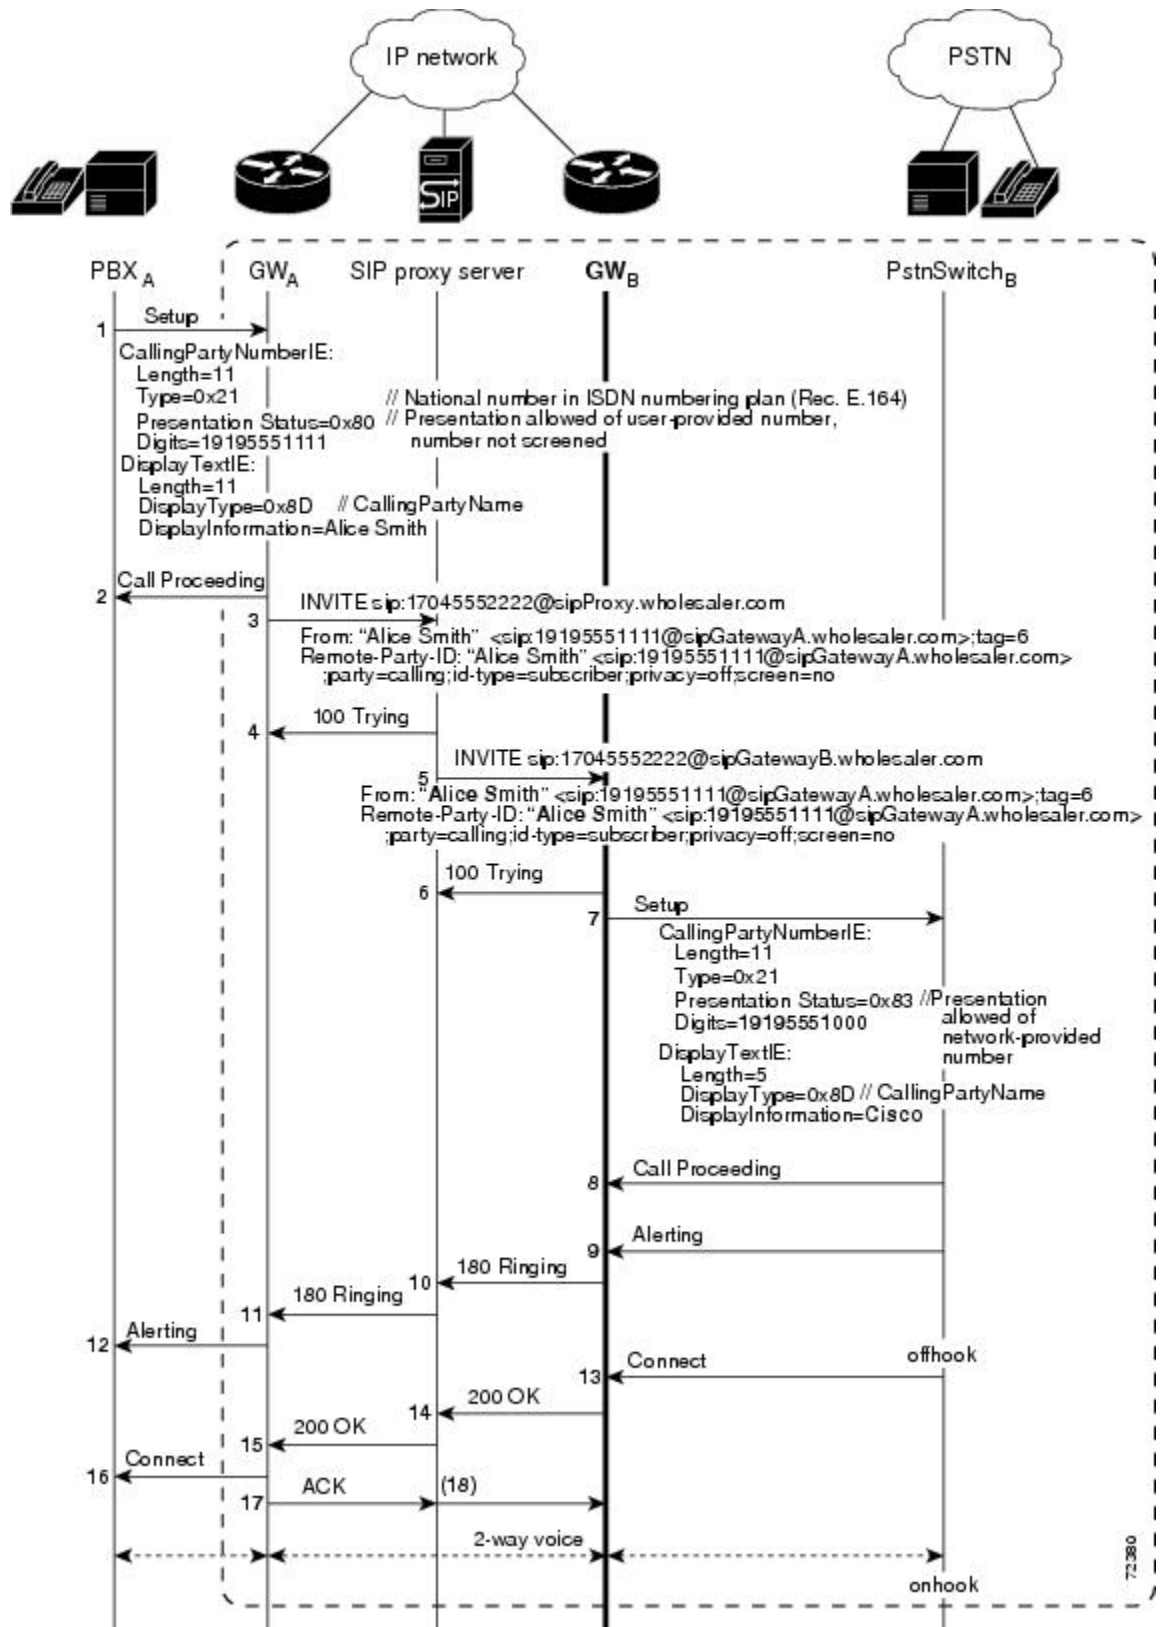 IP network
PSTN
SIP
PBX A
GW A
SIP proxy server
GW B
PstnSwitch B
1
Setup
CallingPartyNumberIE:
Length=11
Type=0x21 // National number in ISDN numbering plan (Rec. E.164)
Presentation Status=0x80 // Presentation allowed of user-provided number,
number not screened
Digits=19195551111
DisplayTextIE:
Length=11
DisplayType=0x8D // CallingPartyName
DisplayInformation=Alice Smith
2
Call Proceeding
3
INVITE sip:17045552222@sipProxy.wholesaler.com
From: "Alice Smith" <sip:19195551111@sipGatewayA.wholesaler.com>;tag=6
Remote-Party-ID: "Alice Smith" <sip:19195551111@sipGatewayA.wholesaler.com>
;party=calling;id-type=subscriber;privacy=off;screen=no
4
100 Trying
5
INVITE sip:17045552222@sipGatewayB.wholesaler.com
From: "Alice Smith" <sip:19195551111@sipGatewayA.wholesaler.com>;tag=6
Remote-Party-ID: "Alice Smith" <sip:19195551111@sipGatewayA.wholesaler.com>
;party=calling;id-type=subscriber;privacy=off;screen=no
6
100 Trying
7
Setup
CallingPartyNumberIE:
Length=11
Type=0x21
Presentation Status=0x83 //Presentation
allowed of
network-provided
number
Digits=19195551000
DisplayTextIE:
Length=5
DisplayType=0x8D // CallingPartyName
DisplayInformation=Cisco
8
Call Proceeding
9
Alerting
10
180 Ringing
11
180 Ringing
12
Alerting
13
Connect
offhook
14
200 OK
15
200 OK
16
Connect
17
ACK
(18)
2-way voice
onhook
72380